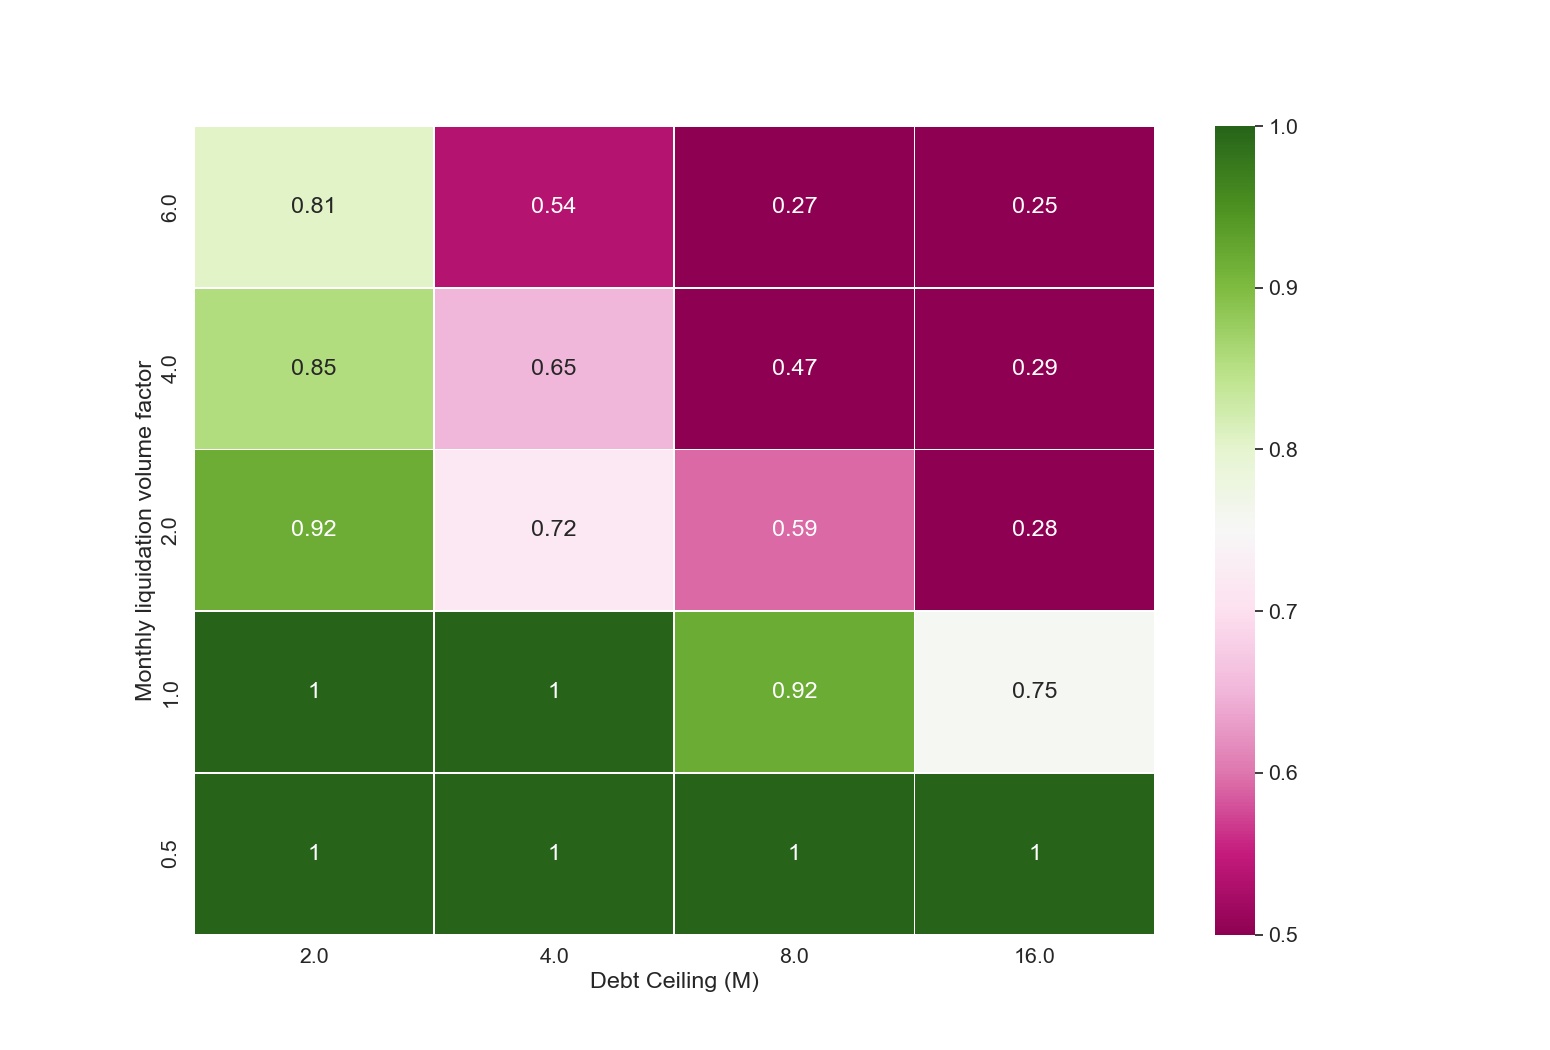 Monthly liquidation volume factor
6.0 0.81 0.54 0.27 0.25
4.0 0.85 0.65 0.47 0.29
2.0 0.92 0.72 0.59 0.28
1.0 1 1 0.92 0.75
0.5 1 1 1 1
2.0 4.0 8.0 16.0
Debt Ceiling (M)
1.0
0.9
0.8
0.7
0.6
0.5